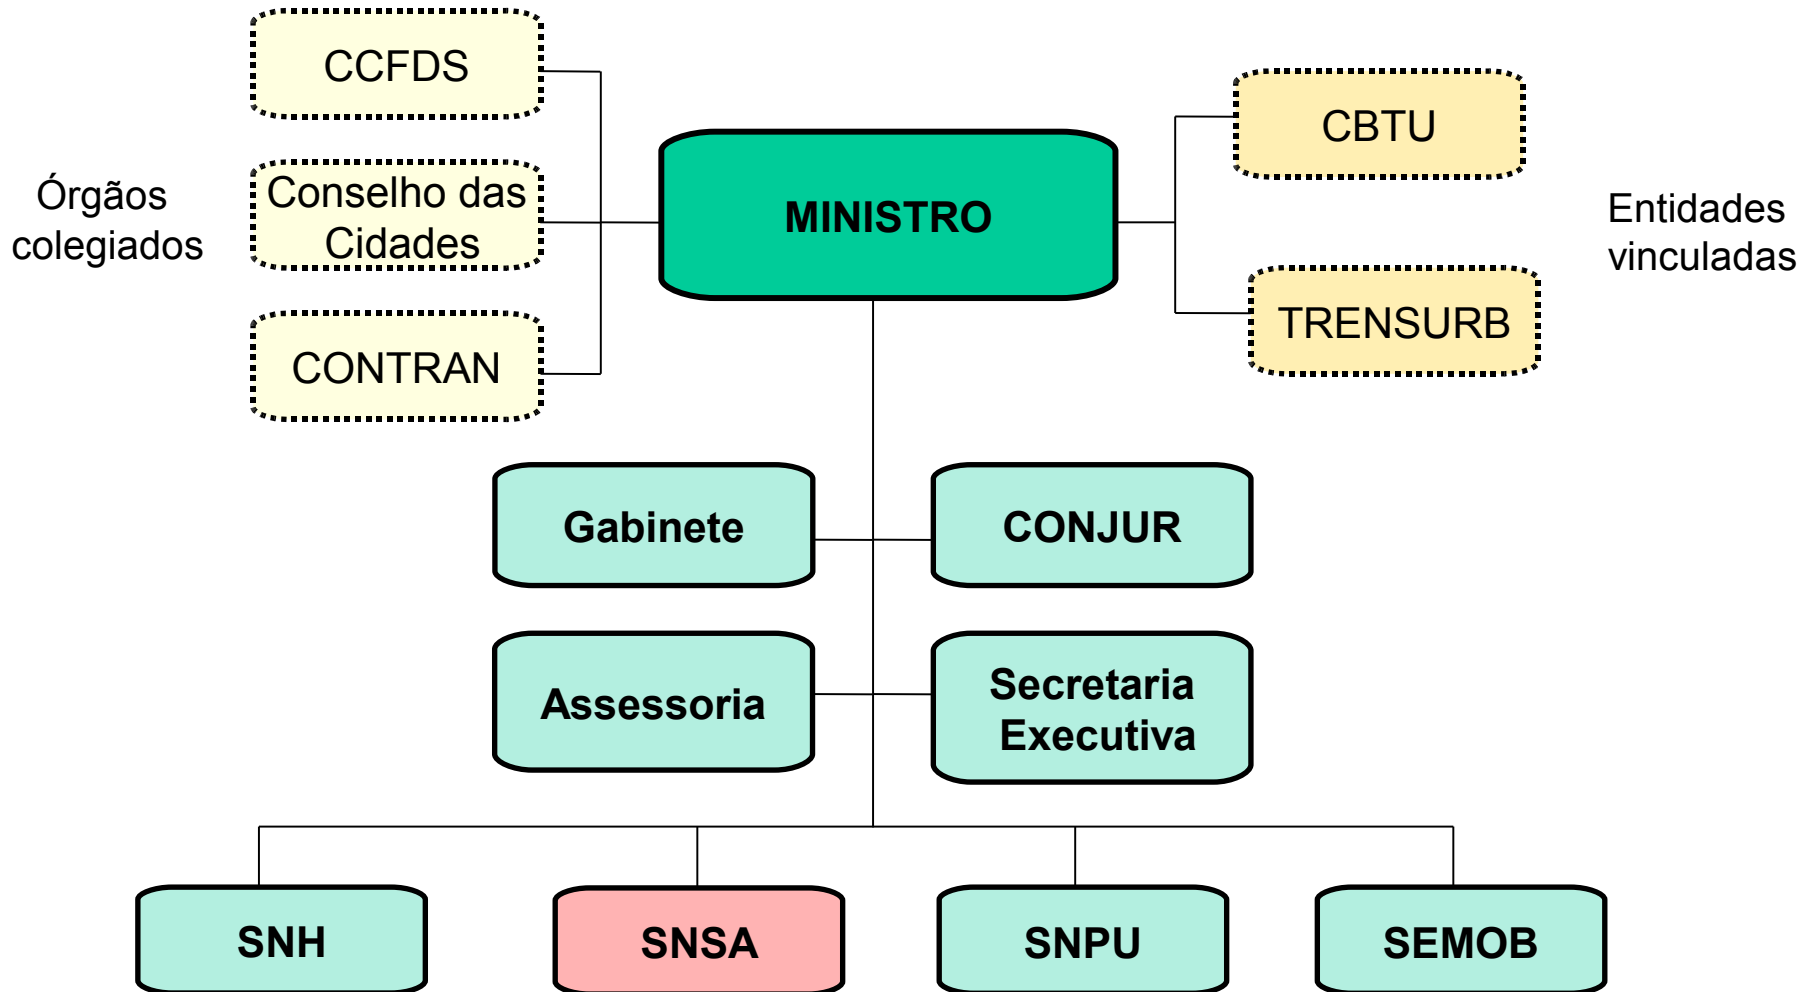 Órgãos
colegiados
CCFDS
Conselho das
Cidades
CONTRAN
MINISTRO
CBTU
TRENSURB
Entidades
vinculadas
Gabinete
CONJUR
Assessoria
Secretaria
Executiva
SNH
SNSA
SNPU
SEMOB